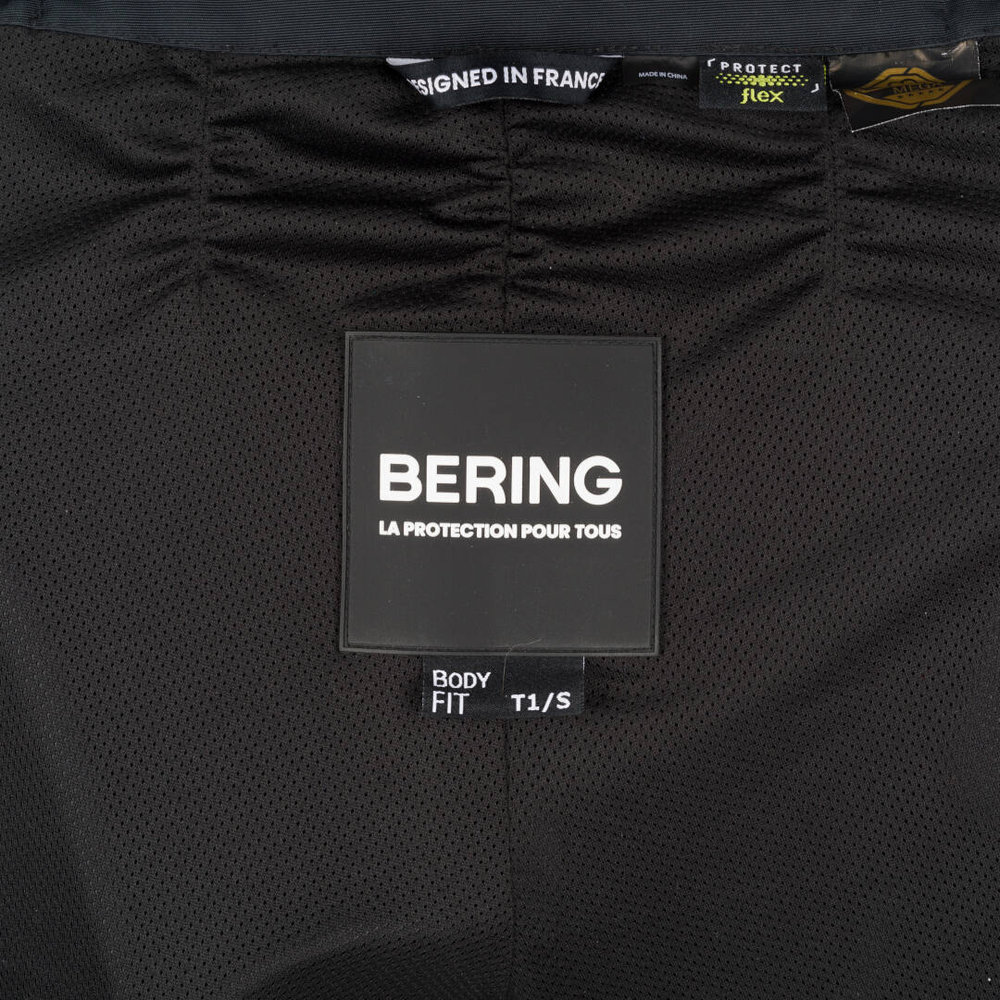 ESIGNED IN FRANCE
MADE IN CHINA
PROTECT
flex
BERING
LA PROTECTION POUR TOUS
BODY
FIT
T1/S